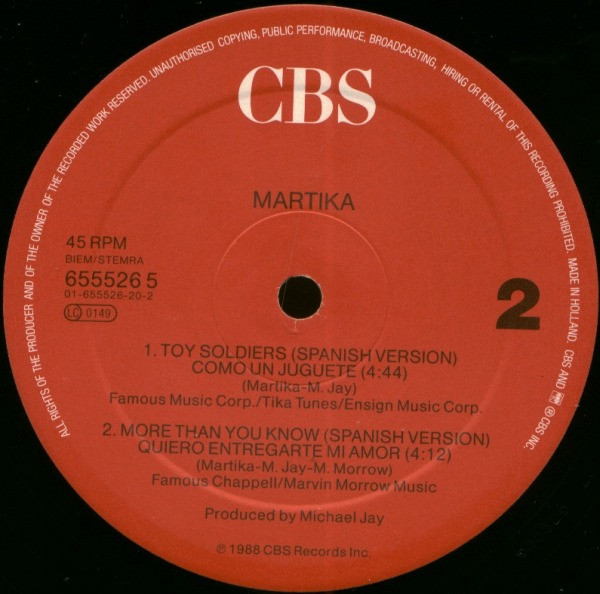 ALL RIGHTS OF THE PRODUCER AND OF THE OWNER OF THE RECORDED WORK RESERVED. UNAUTHORISED COPYING, PUBLIC PERFORMANCE, BROADCASTING, HIRING OR RENTAL OF THIS RECORDING PROHIBITED. MADE IN HOLLAND. CBS AND ℗ CBS INC.
CBS
MARTIKA
45 RPM
BIEM/STEMRA
655526 5
01-655526-20-2
LC 0149
2
1. TOY SOLDIERS (SPANISH VERSION)
COMO UN JUGUETE (4:44)
(Martika-M. Jay)
Famous Music Corp./Tika Tunes/Ensign Music Corp.
2. MORE THAN YOU KNOW (SPANISH VERSION)
QUIERO ENTREGARTE MI AMOR (4:12)
(Martika-M. Jay-M. Morrow)
Famous Chappell/Marvin Morrow Music
Produced by Michael Jay
℗ 1988 CBS Records Inc.